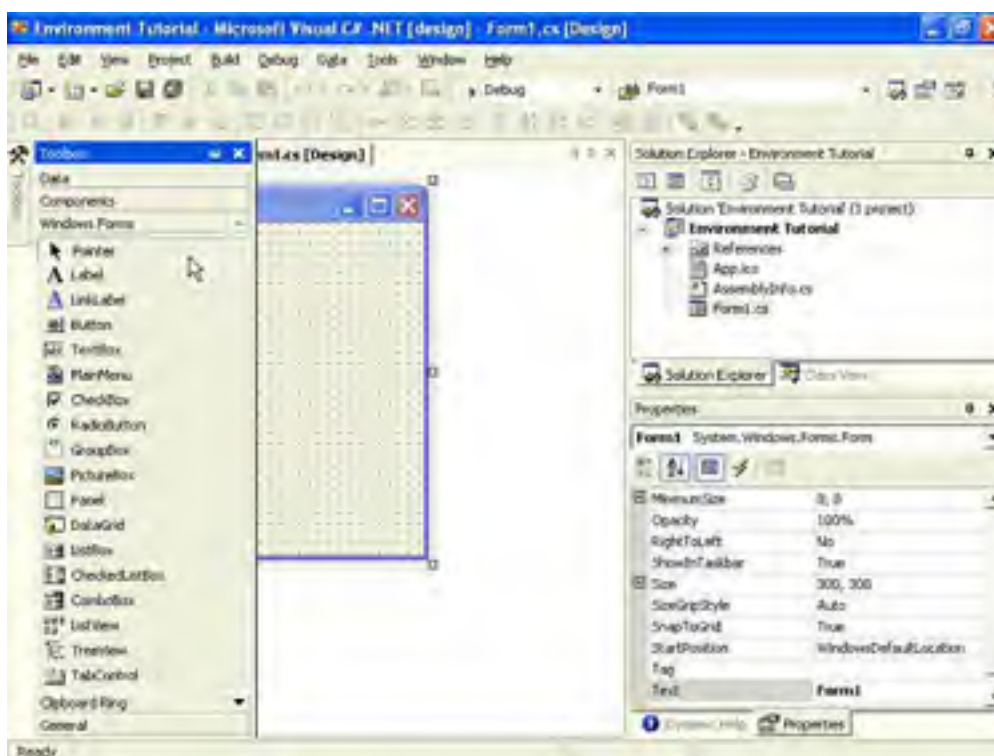 Environment Tutorial - Microsoft Visual C# .NET [design] - Form1.cs [Design]
File Edit View Project Build Debug Data Tools Window Help
Debug Form1
Toolbox
Toolbox
Data
Components
Windows Forms
Pointer
Label
LinkLabel
Button
TextBox
MainMenu
CheckBox
RadioButton
GroupBox
PictureBox
Panel
DataGrid
ListBox
CheckedListBox
ComboBox
ListView
TreeView
TabControl
Clipboard Ring
General
rm1.cs [Design]
Solution Explorer - Environment Tutorial
Solution 'Environment Tutorial' (1 project)
Environment Tutorial
References
App.ico
AssemblyInfo.cs
Form1.cs
Solution Explorer Class View
Properties
Form1 System.Windows.Forms.Form
MinimumSize 0, 0
Opacity 100%
RightToLeft No
ShowInTaskbar True
Size 300, 300
SizeGripStyle Auto
SnapToGrid True
StartPosition WindowsDefaultLocation
Tag
Text Form1
Dynamic Help Properties
Ready